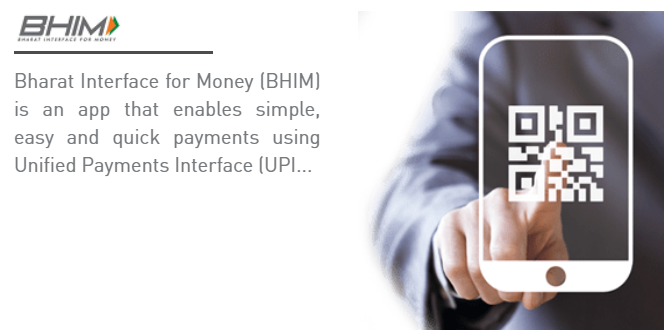 BHIM
BHARAT INTERFACE FOR MONEY
Bharat Interface for Money (BHIM)
is an app that enables simple,
easy and quick payments using
Unified Payments Interface (UPI...